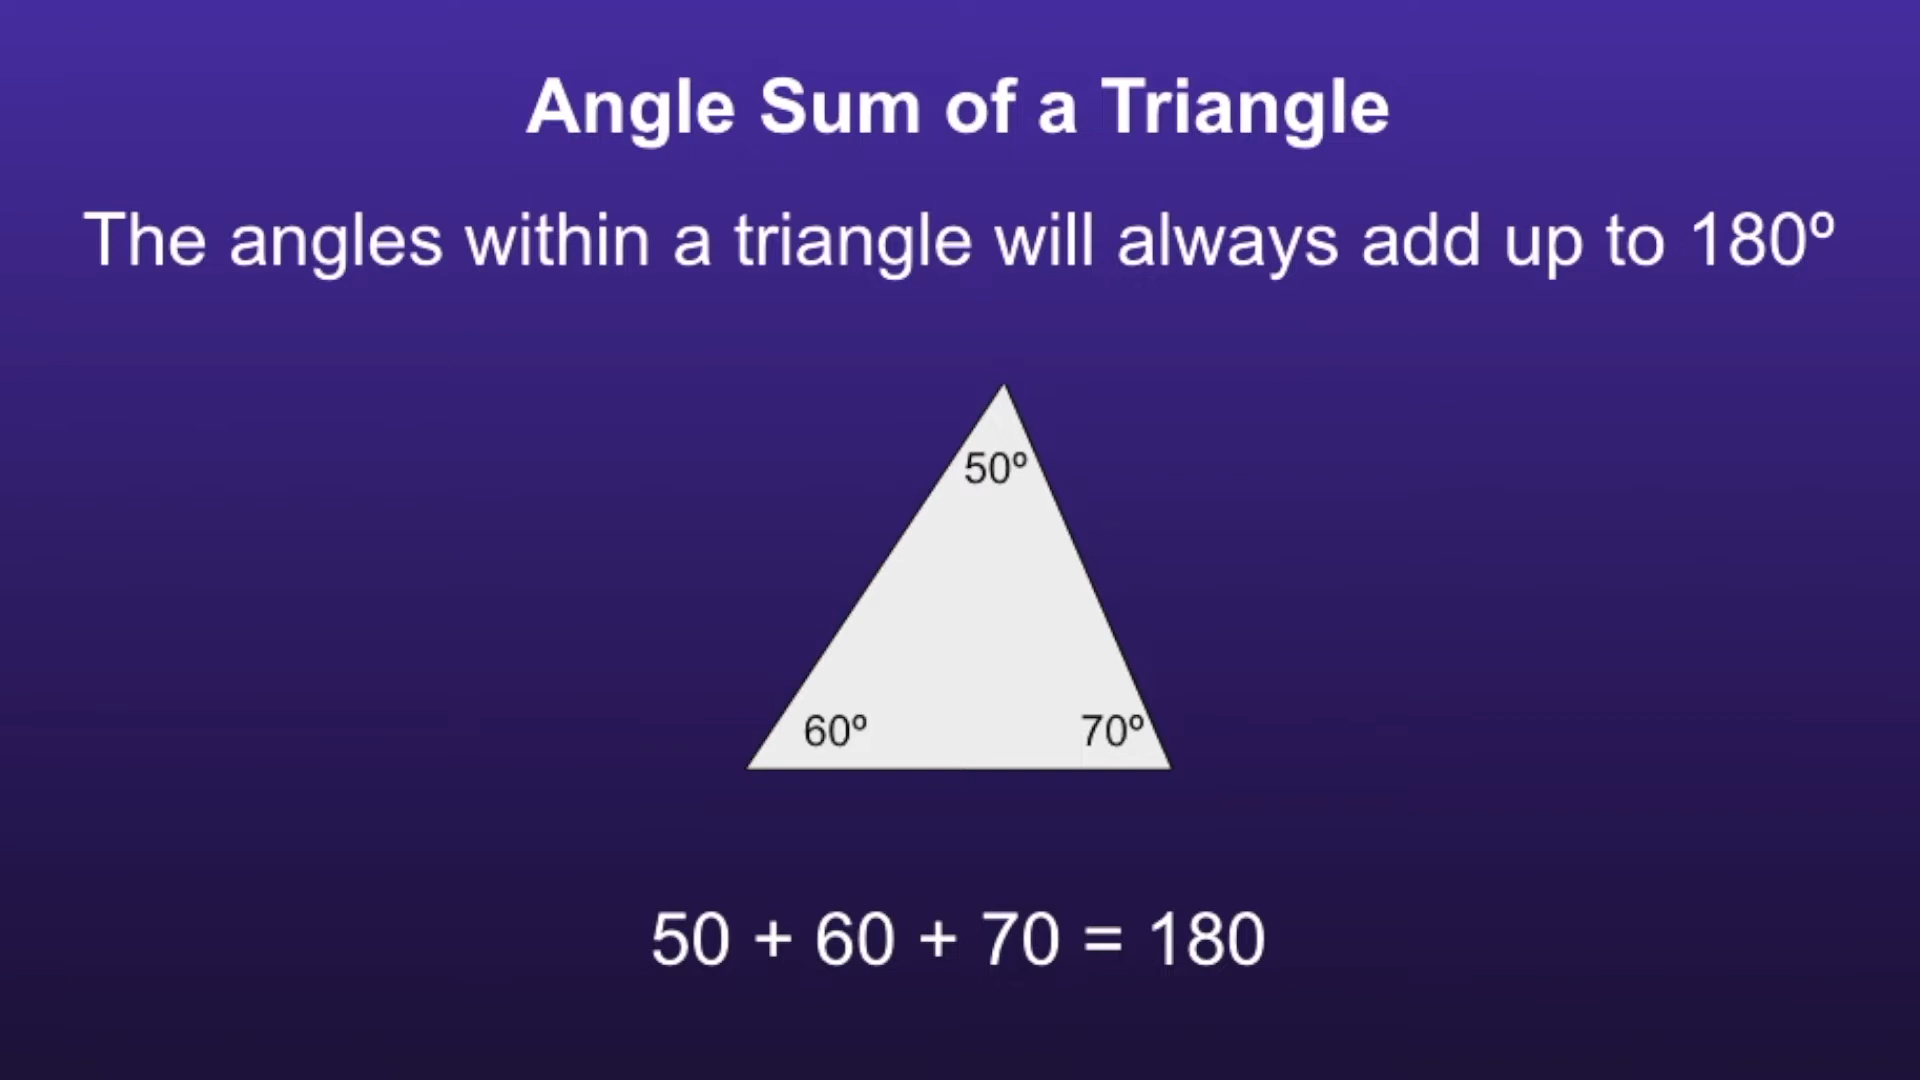 Angle Sum of a Triangle
The angles within a triangle will always add up to 180º
50º
60º
70º
50 + 60 + 70 = 180